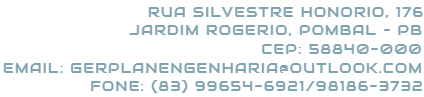 RUA SILVESTRE HONORIO, 176
JARDIM ROGERIO, POMBAL - PB
CEP: 58840-000
EMAIL: GERPLANENGENHARIA@OUTLOOK.COM
FONE: (83) 99654-6921/98186-3732